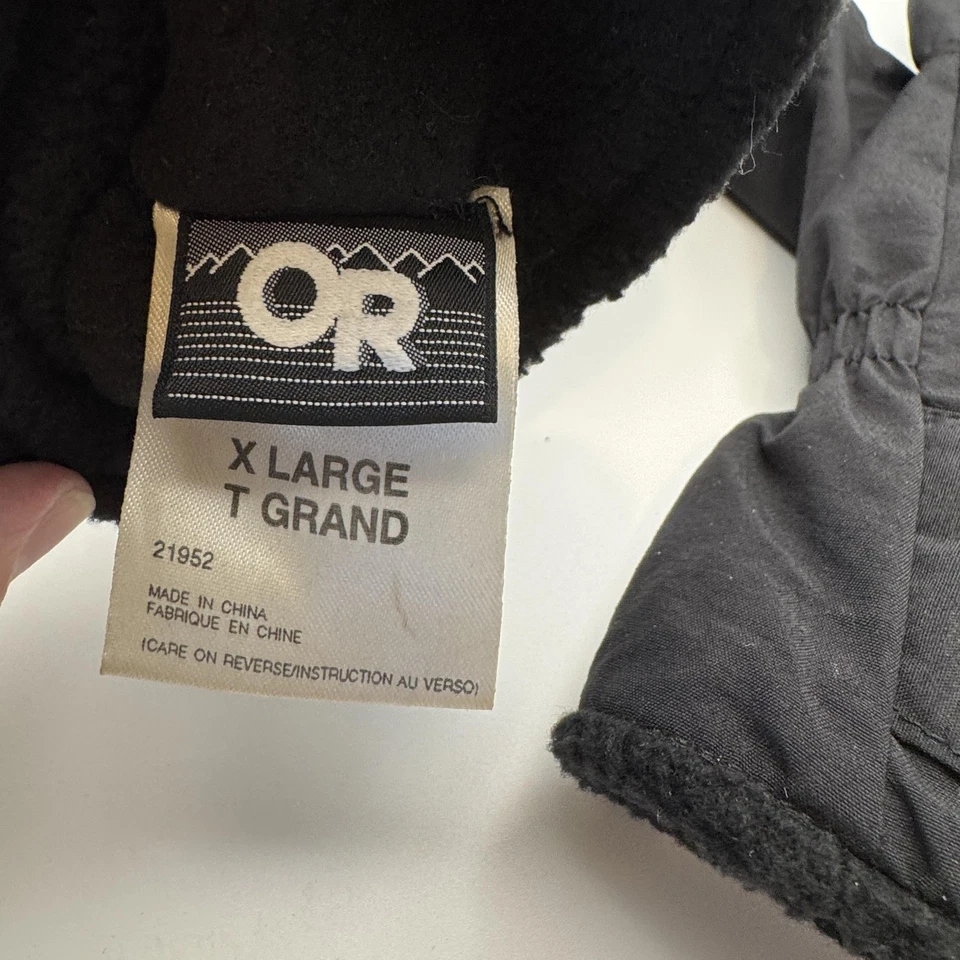 OR
X LARGE
T GRAND
21952
MADE IN CHINA
FABRIQUE EN CHINE
(CARE ON REVERSE/INSTRUCTION AU VERSO)